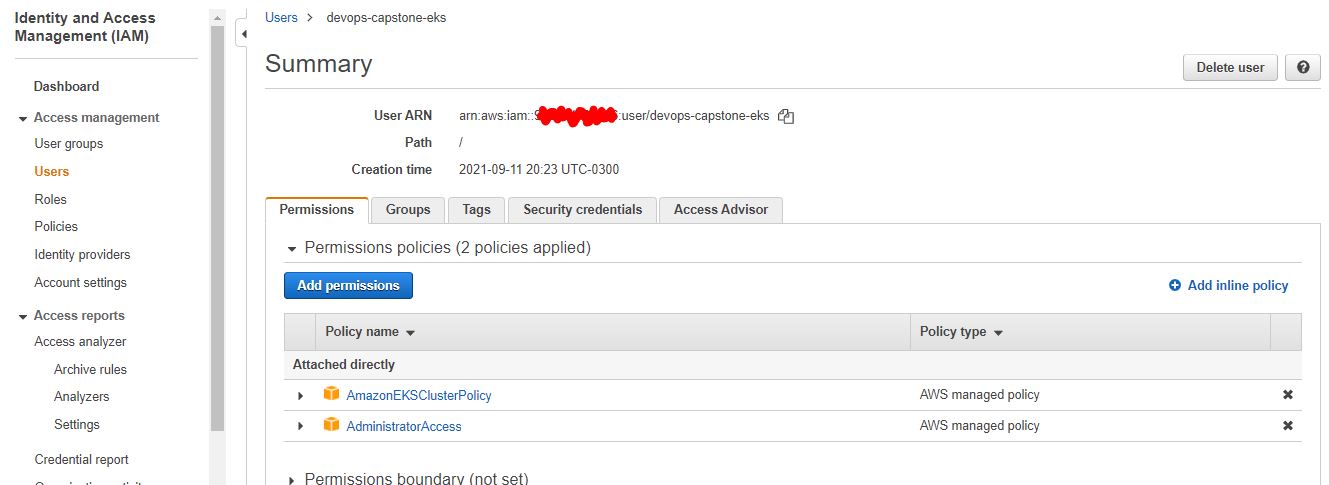 Identity and Access
Management (IAM)
Dashboard
Access management
User groups
Users
Roles
Policies
Identity providers
Account settings
Access reports
Access analyzer
Archive rules
Analyzers
Settings
Credential report
Users > devops-capstone-eks
Summary
Delete user
?
User ARN arn:aws:iam:: :user/devops-capstone-eks
Path /
Creation time 2021-09-11 20:23 UTC-0300
Permissions Groups Tags Security credentials Access Advisor
Permissions policies (2 policies applied)
Add permissions
Add inline policy
Policy name Policy type
Attached directly
AmazonEKSClusterPolicy AWS managed policy
AdministratorAccess AWS managed policy
Permissions boundary (not set)